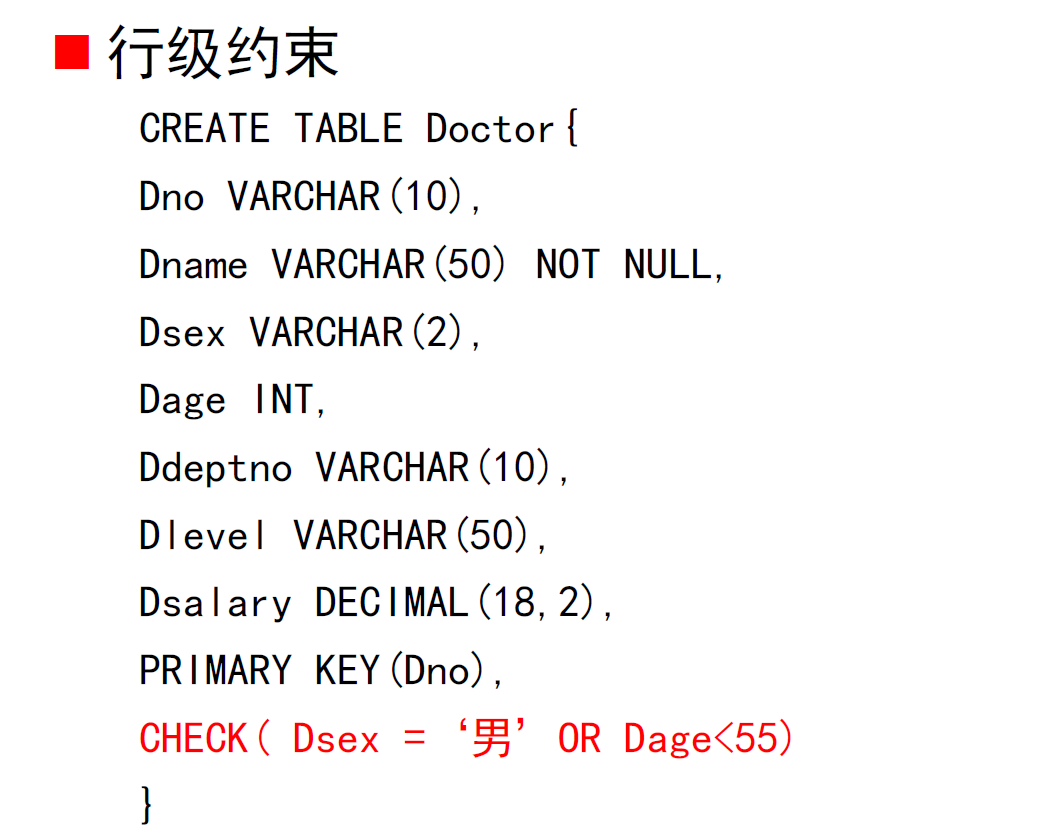 行级约束
CREATE TABLE Doctor{
Dno VARCHAR(10),
Dname VARCHAR(50) NOT NULL,
Dsex VARCHAR(2),
Dage INT,
Ddeptno VARCHAR(10),
Dlevel VARCHAR(50),
Dsalary DECIMAL(18,2),
PRIMARY KEY(Dno),
CHECK( Dsex = ‘男’ OR Dage<55)
}